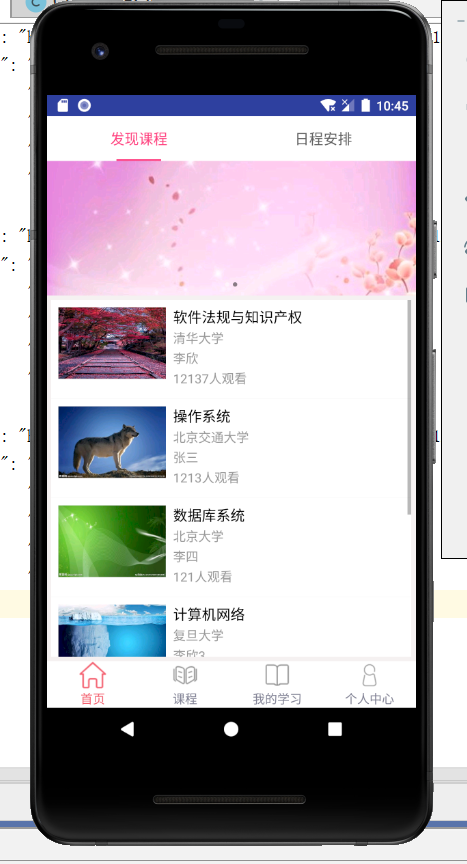 10:45
发现课程
日程安排
软件法规与知识产权
清华大学
李欣
12137人观看
操作系统
北京交通大学
张三
1213人观看
数据库系统
北京大学
李四
121人观看
计算机网络
复旦大学
李欣3
首页
课程
我的学习
个人中心